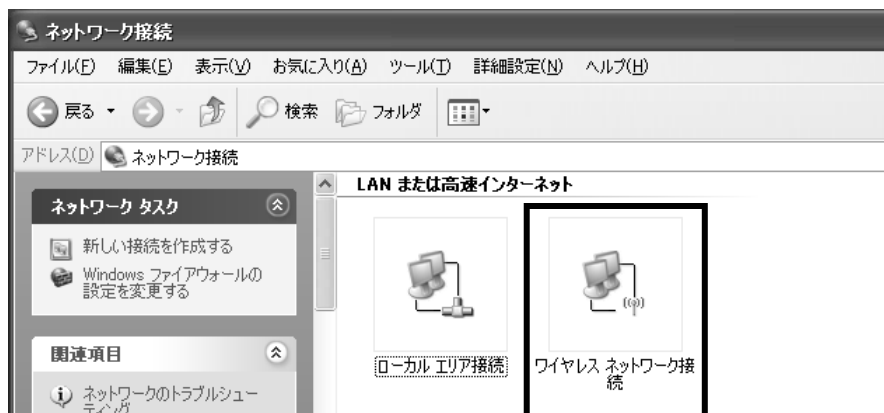 ネットワーク接続
ファイル(F) 編集(E) 表示(V) お気に入り(A) ツール(T) 詳細設定(N) ヘルプ(H)
戻る 検索 フォルダ
アドレス(D) ネットワーク接続
ネットワーク タスク
新しい接続を作成する
Windows ファイアウォールの
設定を変更する
関連項目
ネットワークのトラブルシュー
ティング
LAN または高速インターネット
ローカル エリア接続
ワイヤレス ネットワーク接
続